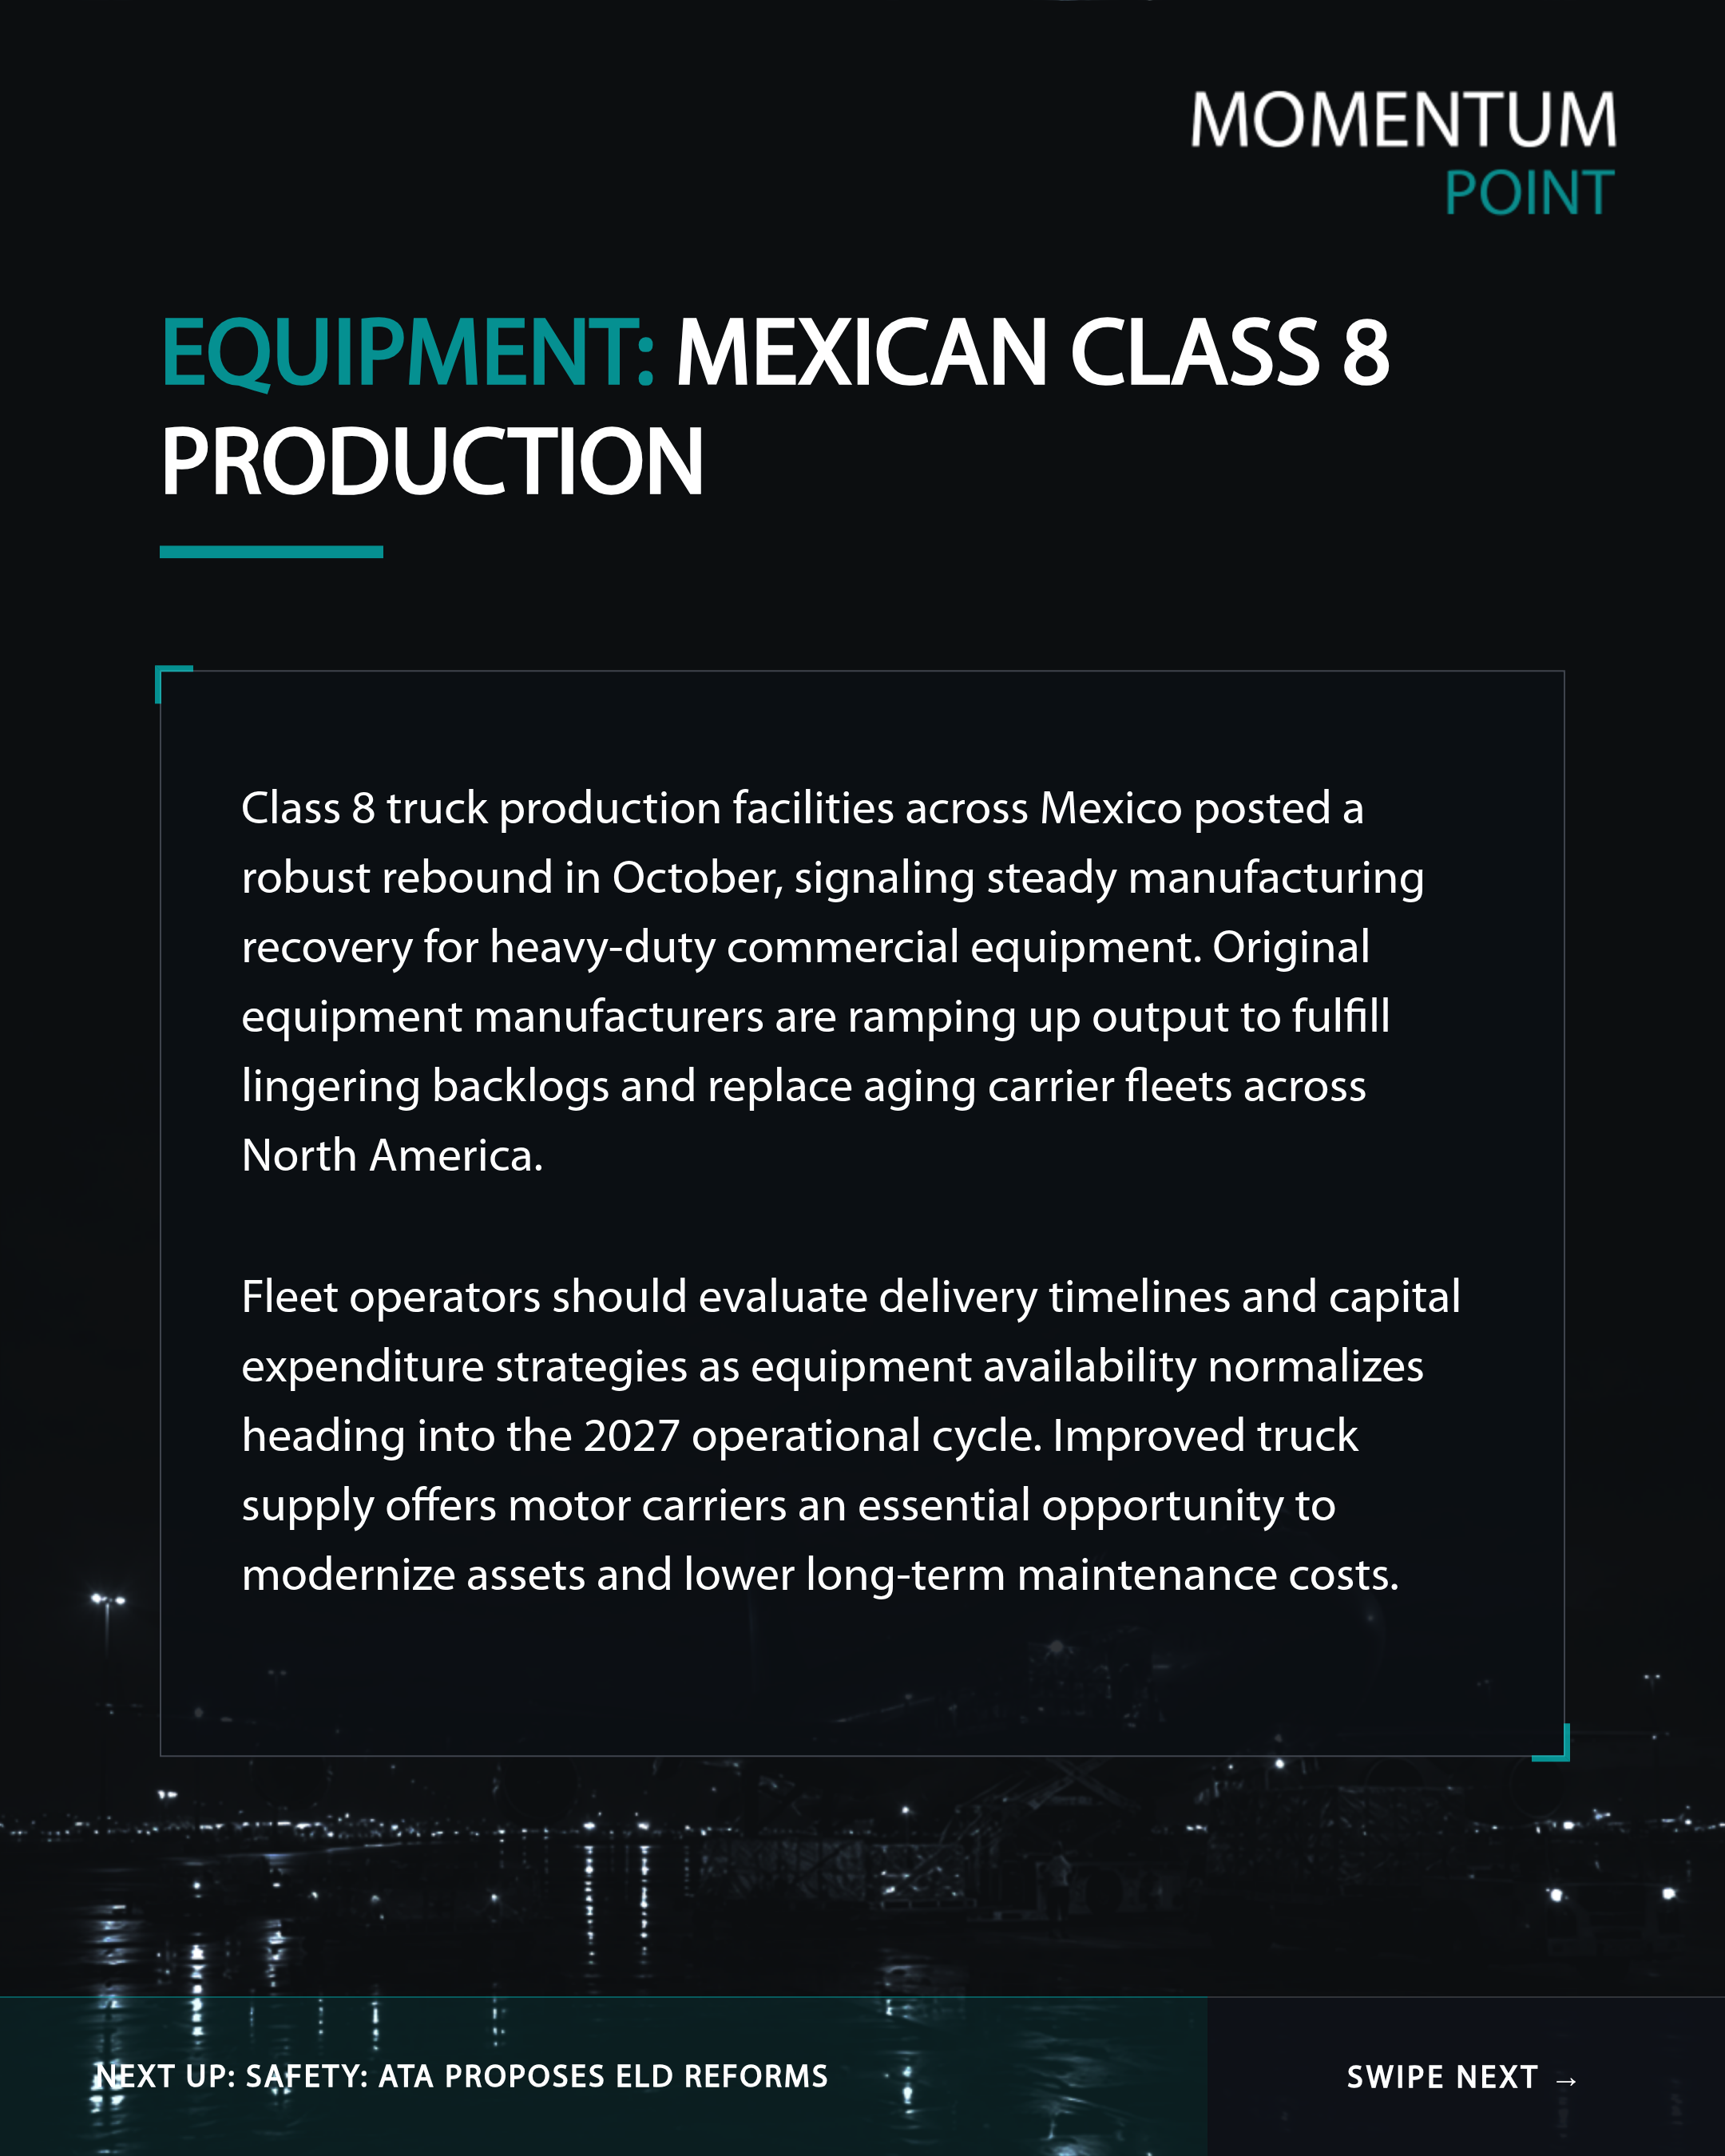 MOMENTUM
POINT
EQUIPMENT: MEXICAN CLASS 8
PRODUCTION
Class 8 truck production facilities across Mexico posted a
robust rebound in October, signaling steady manufacturing
recovery for heavy-duty commercial equipment. Original
equipment manufacturers are ramping up output to fulfill
lingering backlogs and replace aging carrier fleets across
North America.
Fleet operators should evaluate delivery timelines and capital
expenditure strategies as equipment availability normalizes
heading into the 2027 operational cycle. Improved truck
supply offers motor carriers an essential opportunity to
modernize assets and lower long-term maintenance costs.
NEXT UP: SAFETY: ATA PROPOSES ELD REFORMS
SWIPE NEXT →